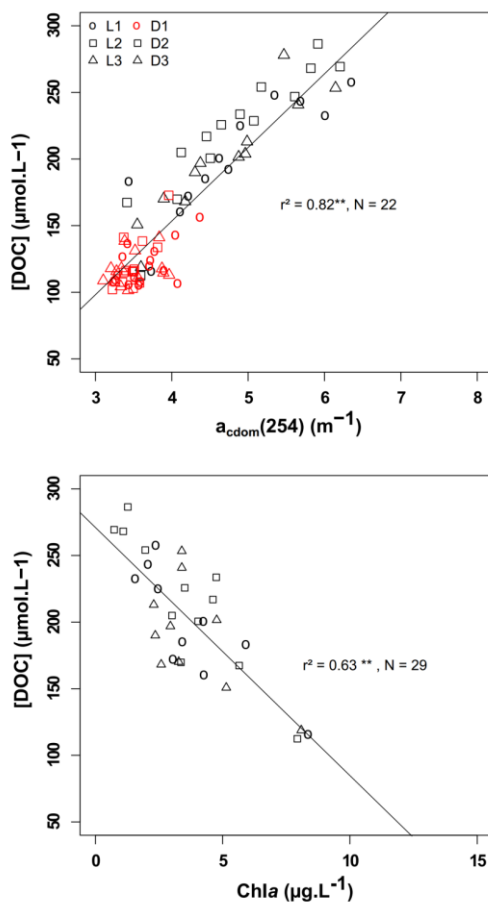 300
250
200
150
100
50
[DOC] (µmol.L−1)
o L1 o D1
□ L2 □ D2
△ L3 △ D3
r² = 0.82**, N = 22
3 4 5 6 7 8
a_cdom(254) (m⁻¹)
300
250
200
150
100
50
[DOC] (µmol.L−1)
r² = 0.63 ** , N = 29
0 5 10 15
Chla (µg.L⁻¹)